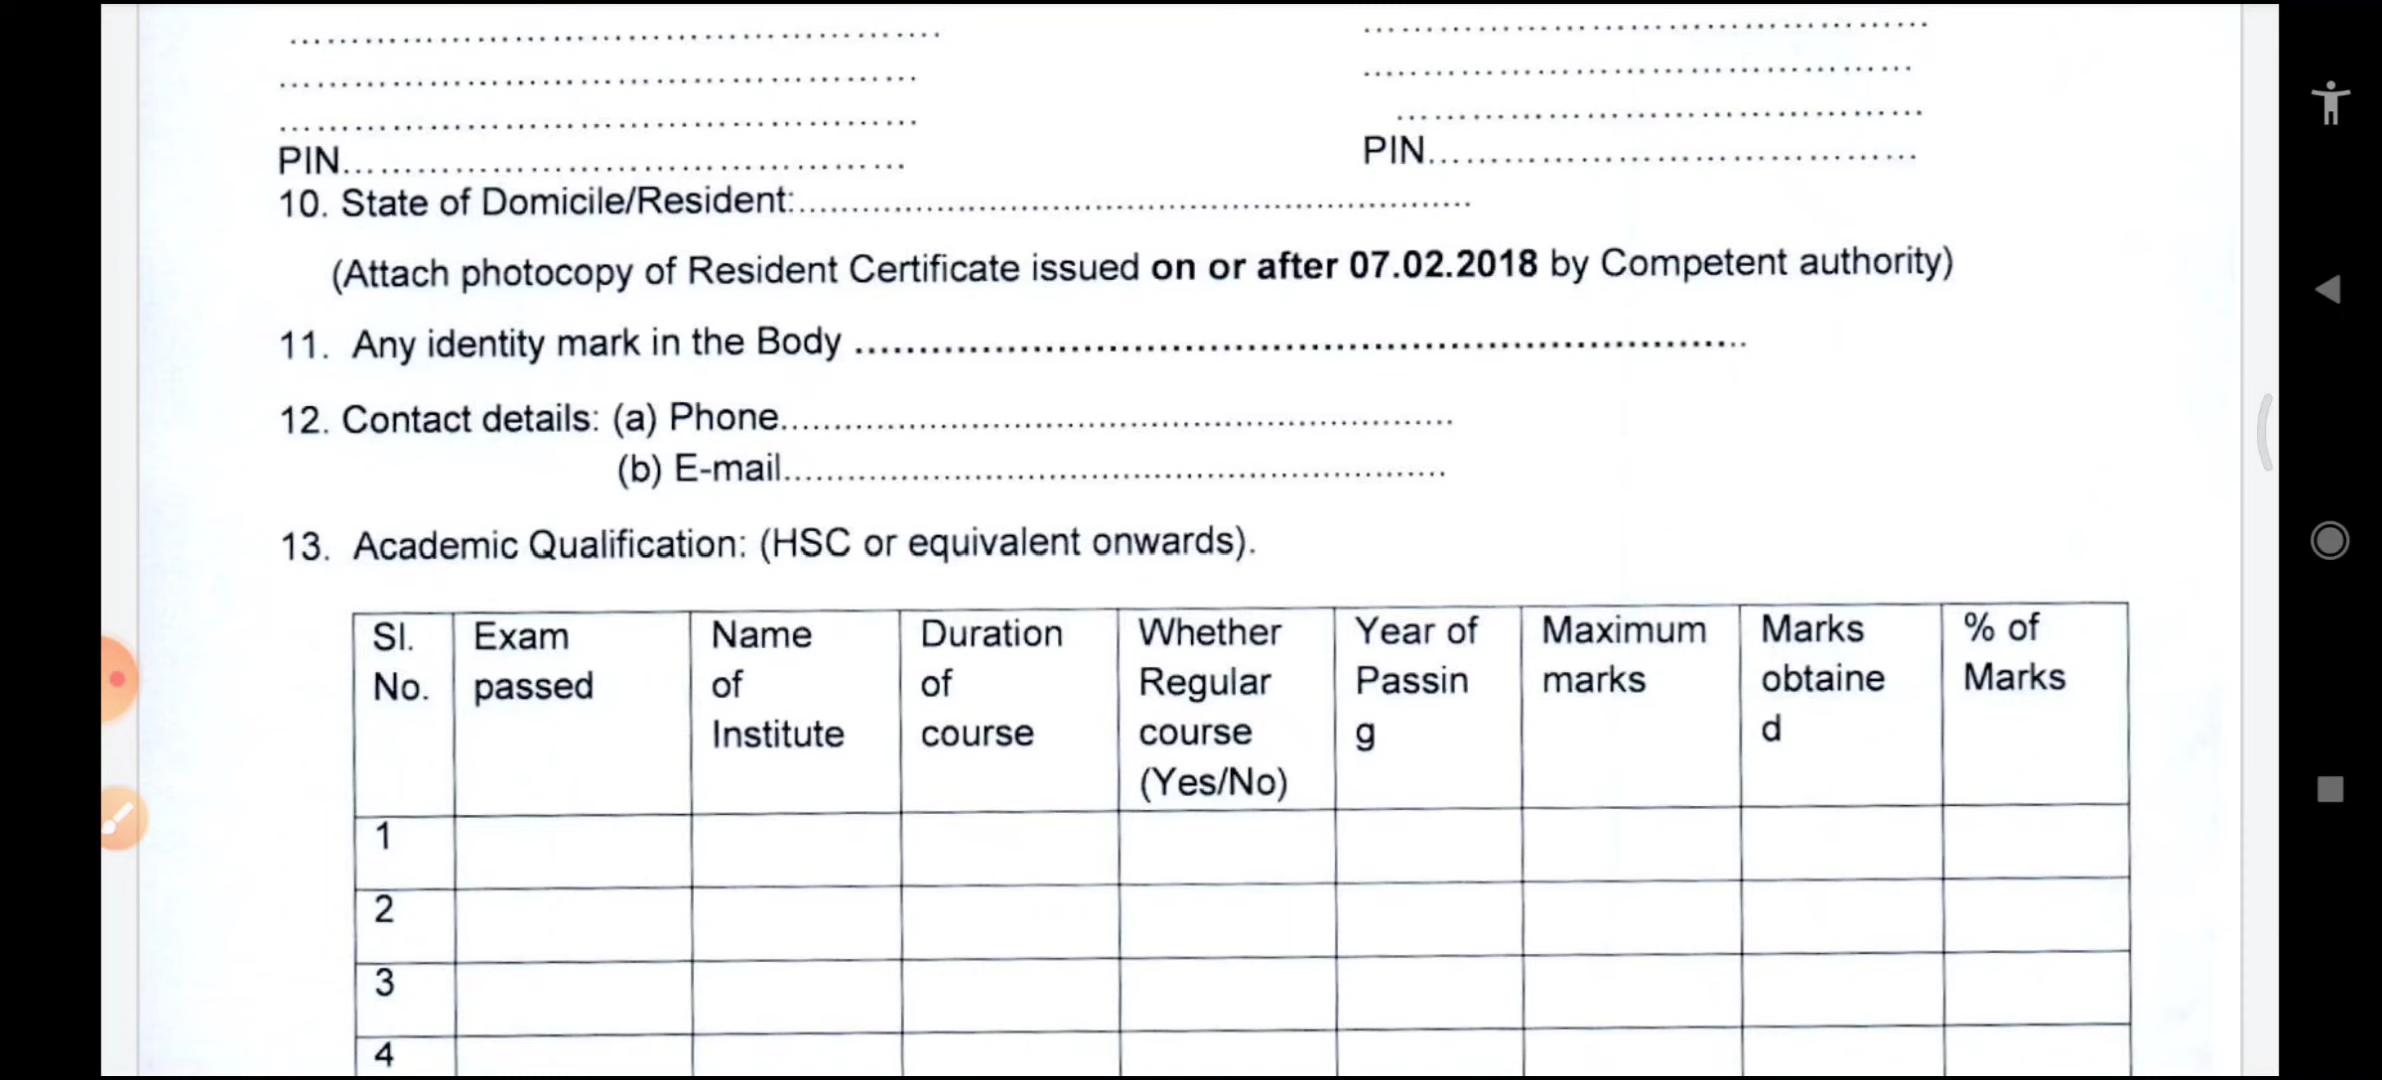 PIN.......................................... PIN.......................................
10. State of Domicile/Resident:......................................................
(Attach photocopy of Resident Certificate issued on or after 07.02.2018 by Competent authority)
11. Any identity mark in the Body ......................................................................
12. Contact details: (a) Phone.....................................................
(b) E-mail....................................................
13. Academic Qualification: (HSC or equivalent onwards).
Sl. Exam Name Duration Whether Year of Maximum Marks % of
No. passed of of Regular Passin marks obtaine Marks
Institute course course g d
(Yes/No)
1
2
3
4